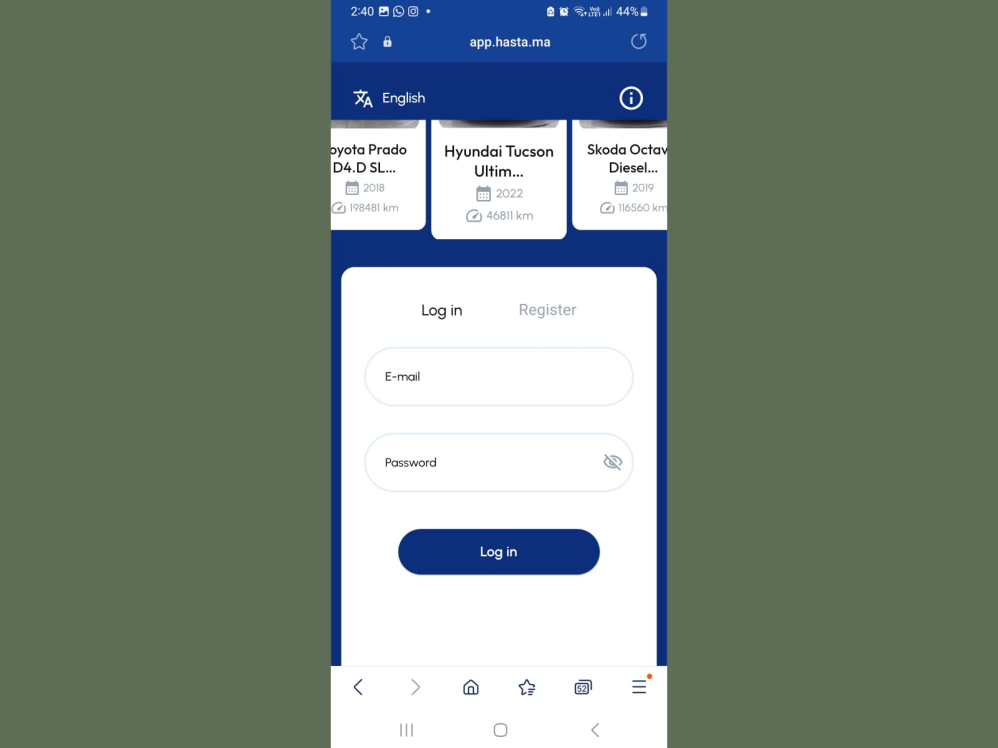 2:40
44%
app.hasta.ma
English
oyota Prado
D4.D SL...
2018
198481 km
Hyundai Tucson
Ultim...
2022
46811 km
Skoda Octav
Diesel...
2019
116560 km
Log in
Register
E-mail
Password
Log in
52